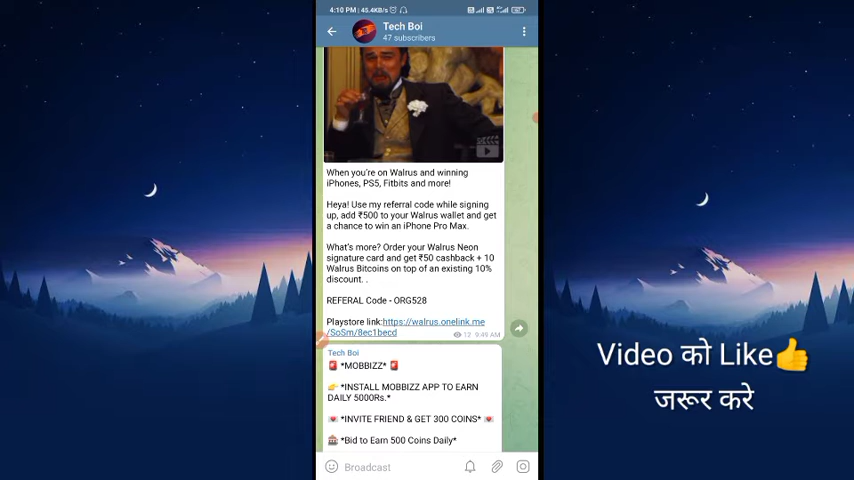 4:10 PM | 45.4KB/s
Tech Boi
47 subscribers
When you're on Walrus and winning
iPhones, PS5, Fitbits and more!
Heya! Use my referral code while signing
up, add ₹500 to your Walrus wallet and get
a chance to win an iPhone Pro Max.
What's more? Order your Walrus Neon
signature card and get ₹50 cashback + 10
Walrus Bitcoins on top of an existing 10%
discount. .
REFERAL Code - ORG528
Playstore link:https://walrus.onelink.me
/SoSm/8ec1becd
12 9:49 AM
Tech Boi
🚨 *MOBBIZZ* 🚨
👉 *INSTALL MOBBIZZ APP TO EARN
DAILY 5000Rs.*
💌 *INVITE FRIEND & GET 300 COINS* 💌
🎰 *Bid to Earn 500 Coins Daily*
Broadcast
Video को Like👍
जरूर करे